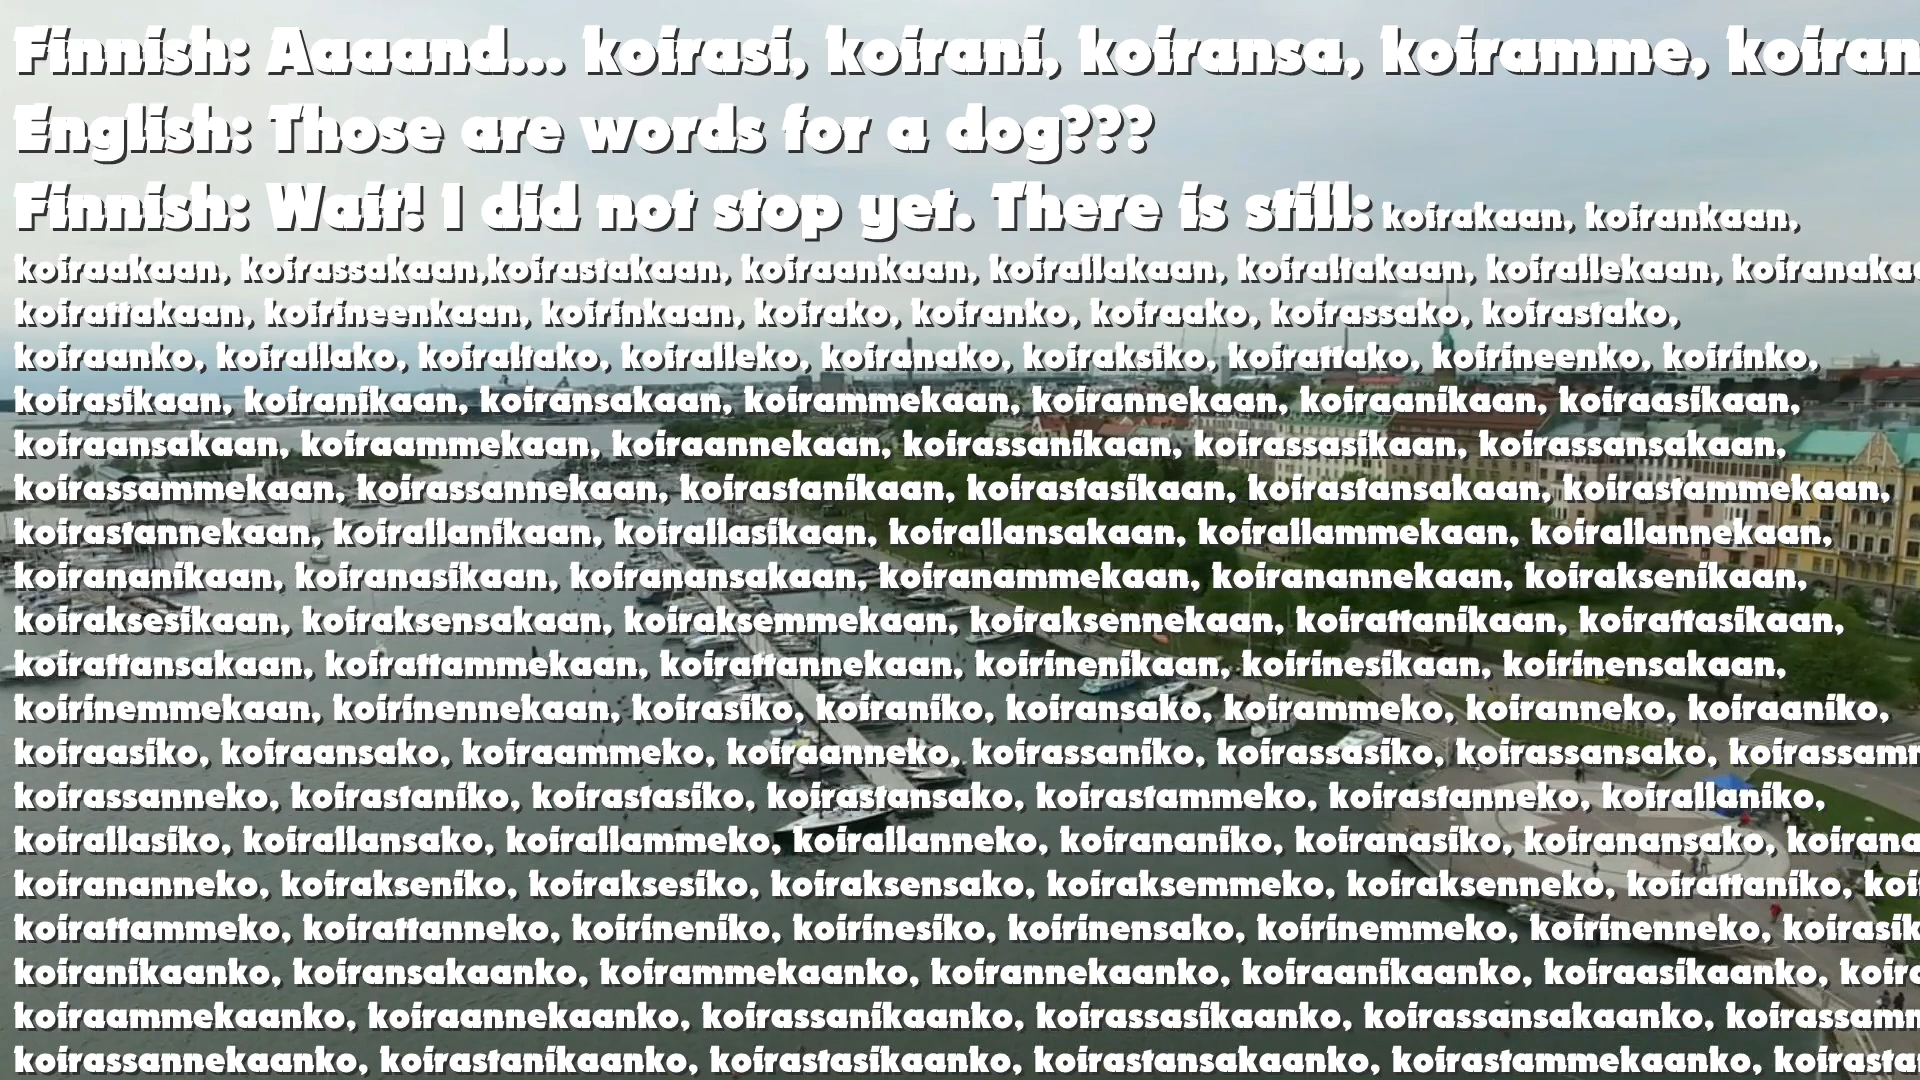 Finnish: Aaaand... koirasi, koirani, koiransa, koiramme,
English: Those are words for a dog???
Finnish: Wait! I did not stop yet. There is still: koirakaan, koirankaan,
koiraakaan, koirassakaan,koirastakaan, koiraankaan, koirallakaan, koiraltakaan, koirallekaan,
koirattakaan, koirineenkaan, koirinkaan, koirako, koiranko, koiraako, koirassako, koirastako,
koiraanko, koirallako, koiraltako, koiralleko, koiranako, koiraksiko, koirattako, koirineenko, koirinko,
koirasikaan, koiranikaan, koiransakaan, koirammekaan, koirannekaan, koiraanikaan, koiraasikaan,
koiraansakaan, koiraammekaan, koiraannekaan, koirassanikaan, koirassasikaan, koirassansakaan,
koirassammekaan, koirassannekaan, koirastanikaan, koirastasikaan, koirastansakaan, koirastammekaan,
koirastannekaan, koirallanikaan, koirallasikaan, koirallansakaan, koirallammekaan, koirallannekaan,
koirananikaan, koiranasikaan, koiranansakaan, koiranammekaan, koiranannekaan, koiraksenikaan,
koiraksesikaan, koiraksensakaan, koiraksemmekaan, koiraksennekaan, koirattanikaan, koirattasikaan,
koirattansakaan, koirattammekaan, koirattannekaan, koirinenikaan, koirinesikaan, koirinensakaan,
koirinemmekaan, koirinennekaan, koirasiko, koiraniko, koiransako, koirammeko, koiranneko, koiraaniko,
koiraasiko, koiraansako, koiraammeko, koiraanneko, koirassaniko, koirassasiko, koirassansako,
koirassanneko, koirastaniko, koirastasiko, koirastansako, koirastammeko, koirastanneko, koirallaniko,
koirallasiko, koirallansako, koirallammeko, koirallanneko, koirananiko, koiranasiko, koiranansako,
koirananneko, koirakseniko, koiraksesiko, koiraksensako, koiraksemmeko, koiraksenneko, koirattaniko,
koirattammeko, koirattanneko, koirineniko, koirinesiko, koirinensako, koirinemmeko, koirinenneko,
koiranikaanko, koiransakaanko, koirammekaanko, koirannekaanko, koiraanikaanko, koiraasikaanko,
koiraammekaanko, koiraannekaanko, koirassanikaanko, koirassasikaanko, koirassansakaanko,
koirassannekaanko, koirastanikaanko, koirastasikaanko, koirastansakaanko, koirastammekaanko,